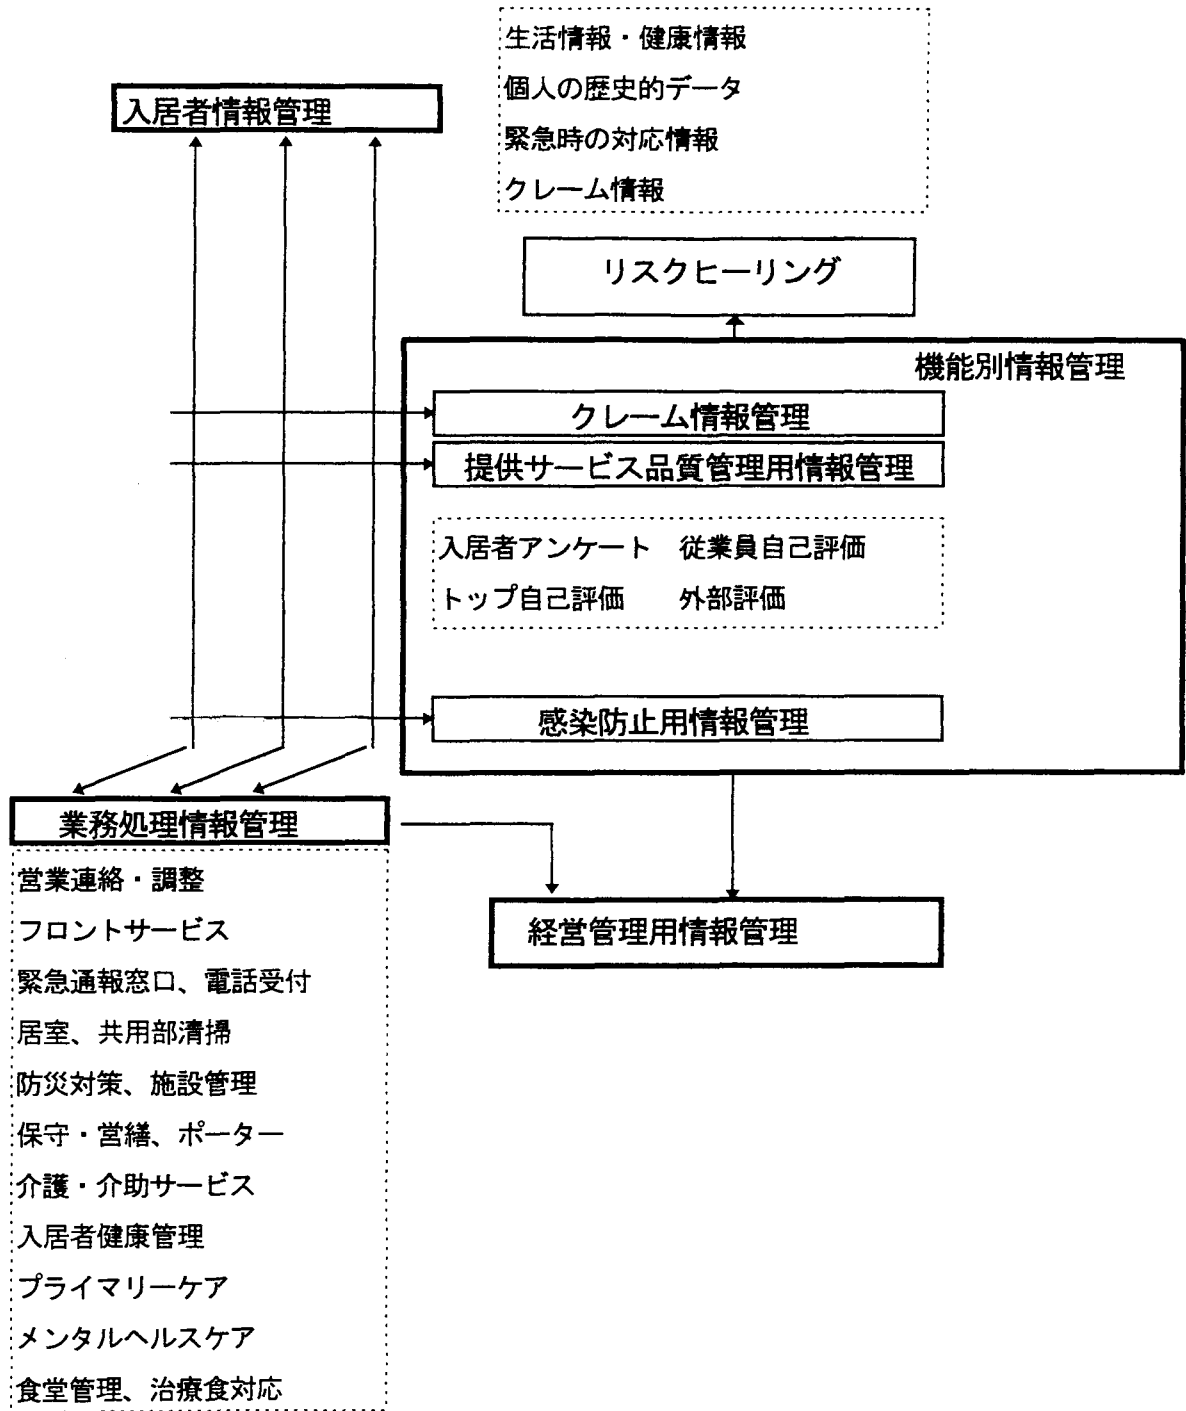 生活情報・健康情報
個人の歴史的データ
緊急時の対応情報
クレーム情報
入居者情報管理
リスクヒーリング
機能別情報管理
クレーム情報管理
提供サービス品質管理用情報管理
入居者アンケート 従業員自己評価
トップ自己評価 外部評価
感染防止用情報管理
業務処理情報管理
営業連絡・調整
フロントサービス
緊急通報窓口、電話受付
居室、共用部清掃
防災対策、施設管理
保守・営繕、ポーター
介護・介助サービス
入居者健康管理
プライマリーケア
メンタルヘルスケア
食堂管理、治療食対応
経営管理用情報管理